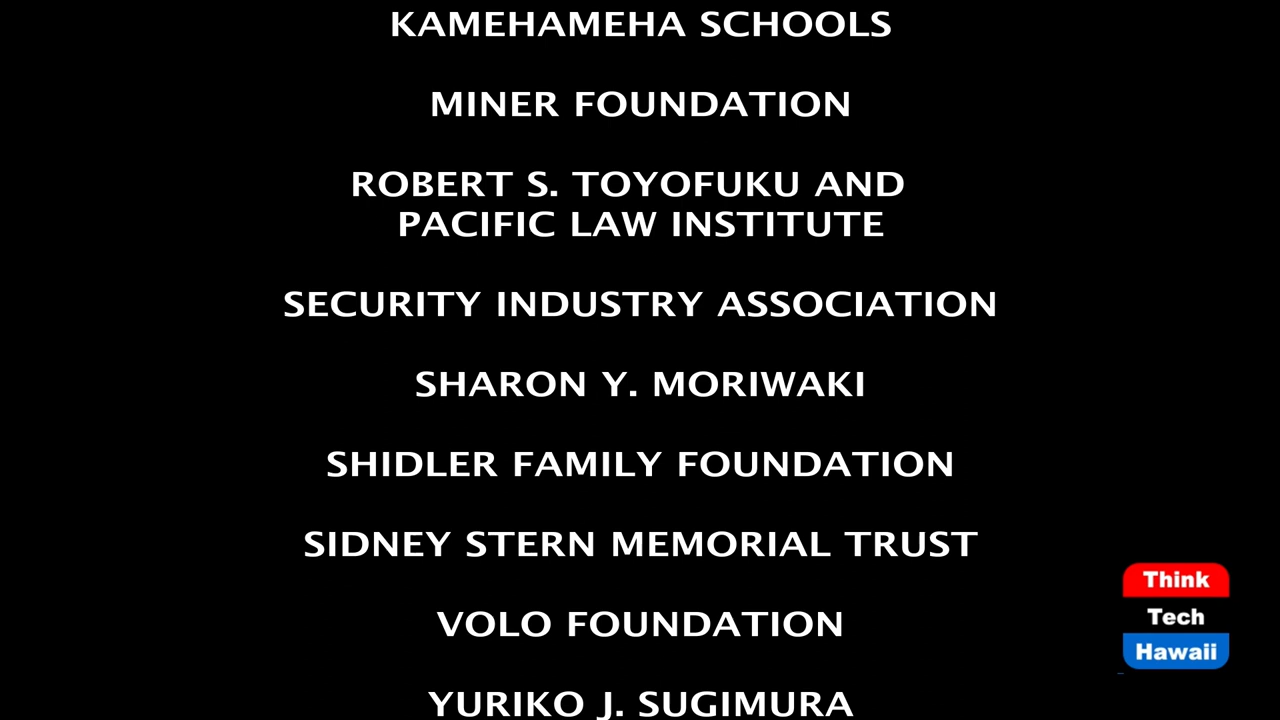 KAMEHAMEHA SCHOOLS
MINER FOUNDATION
ROBERT S. TOYOFUKU AND
PACIFIC LAW INSTITUTE
SECURITY INDUSTRY ASSOCIATION
SHARON Y. MORIWAKI
SHIDLER FAMILY FOUNDATION
SIDNEY STERN MEMORIAL TRUST
VOLO FOUNDATION
YURIKO J. SUGIMURA
Think
Tech
Hawaii